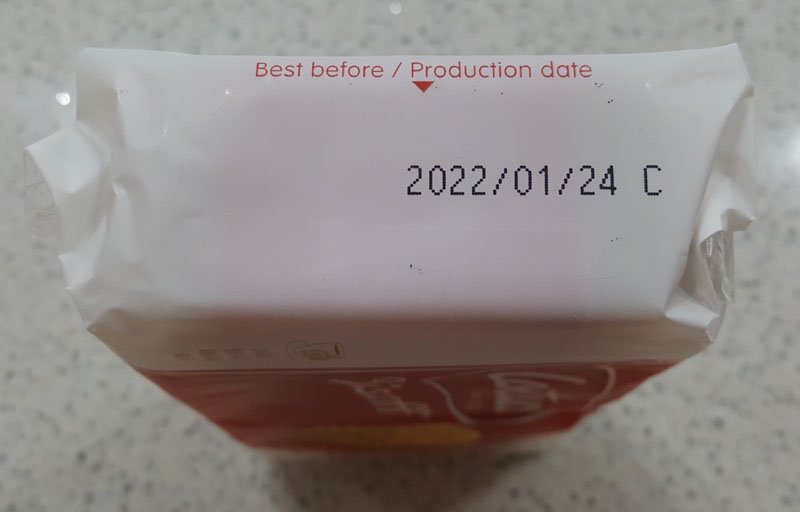 Best before / Production date
2022/01/24 C